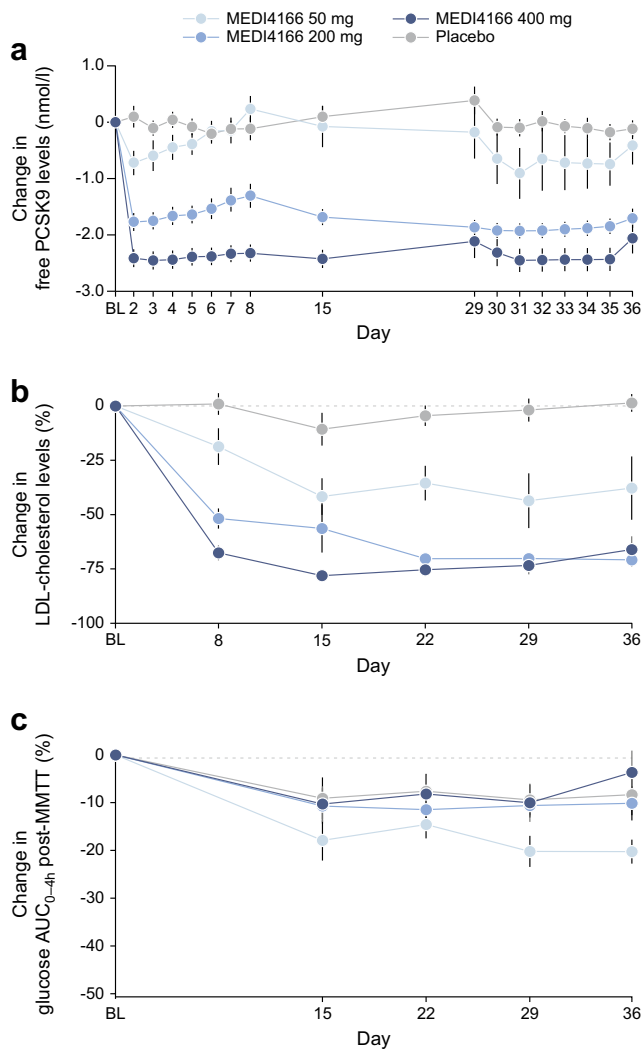 MEDI4166 50 mg
MEDI4166 400 mg
MEDI4166 200 mg
Placebo
a
Change in
free PCSK9 levels (nmol/l)
1.0
0
-1.0
-2.0
-3.0
BL 2 3 4 5 6 7 8 15 29 30 31 32 33 34 35 36
Day
b
Change in
LDL-cholesterol levels (%)
0
-25
-50
-75
-100
BL 8 15 22 29 36
Day
c
Change in
glucose AUC0–4h post-MMTT (%)
0
-10
-20
-30
-40
-50
BL 15 22 29 36
Day